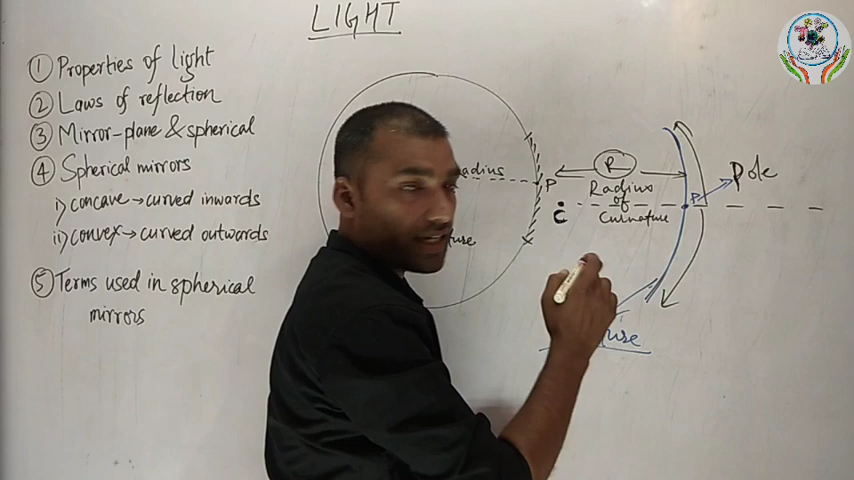 LIGHT
① Properties of light
② Laws of reflection
③ Mirror-plane & spherical
④ Spherical mirrors
i) concave → curved inwards
ii) convex → curved outwards
⑤ Terms used in spherical
mirrors
P
R
Radius
of
Curvature
C
P
Pole